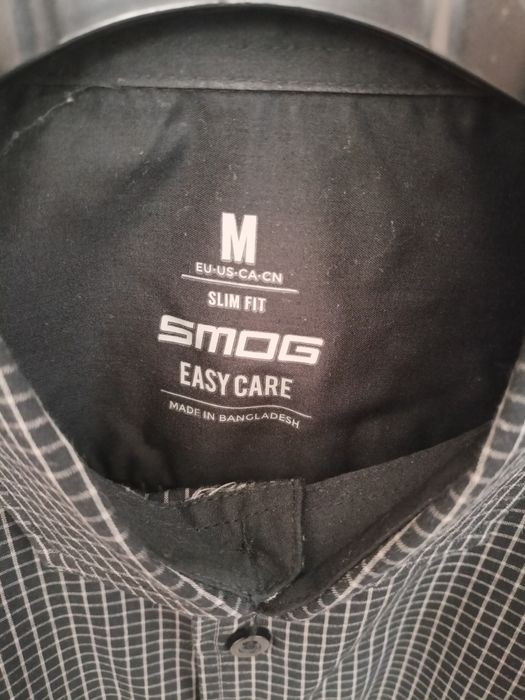 M
EU·US·CA·CN
SLIM FIT
SMOG
EASY CARE
MADE IN BANGLADESH